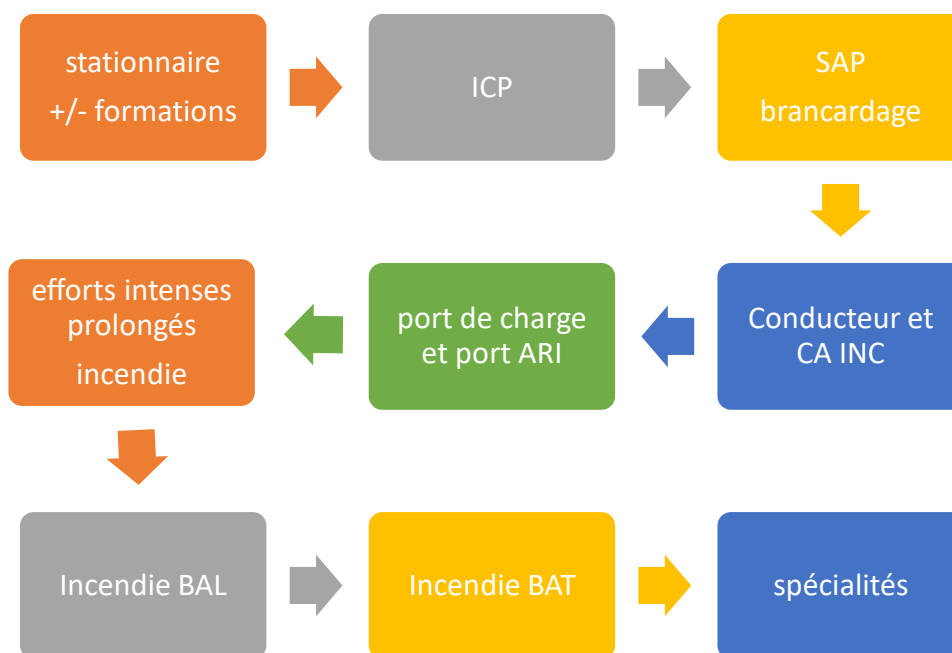 stationnaire
+/- formations
ICP
SAP
brancardage
Conducteur et
CA INC
port de charge
et port ARI
efforts intenses
prolongés
incendie
Incendie BAL
Incendie BAT
spécialités